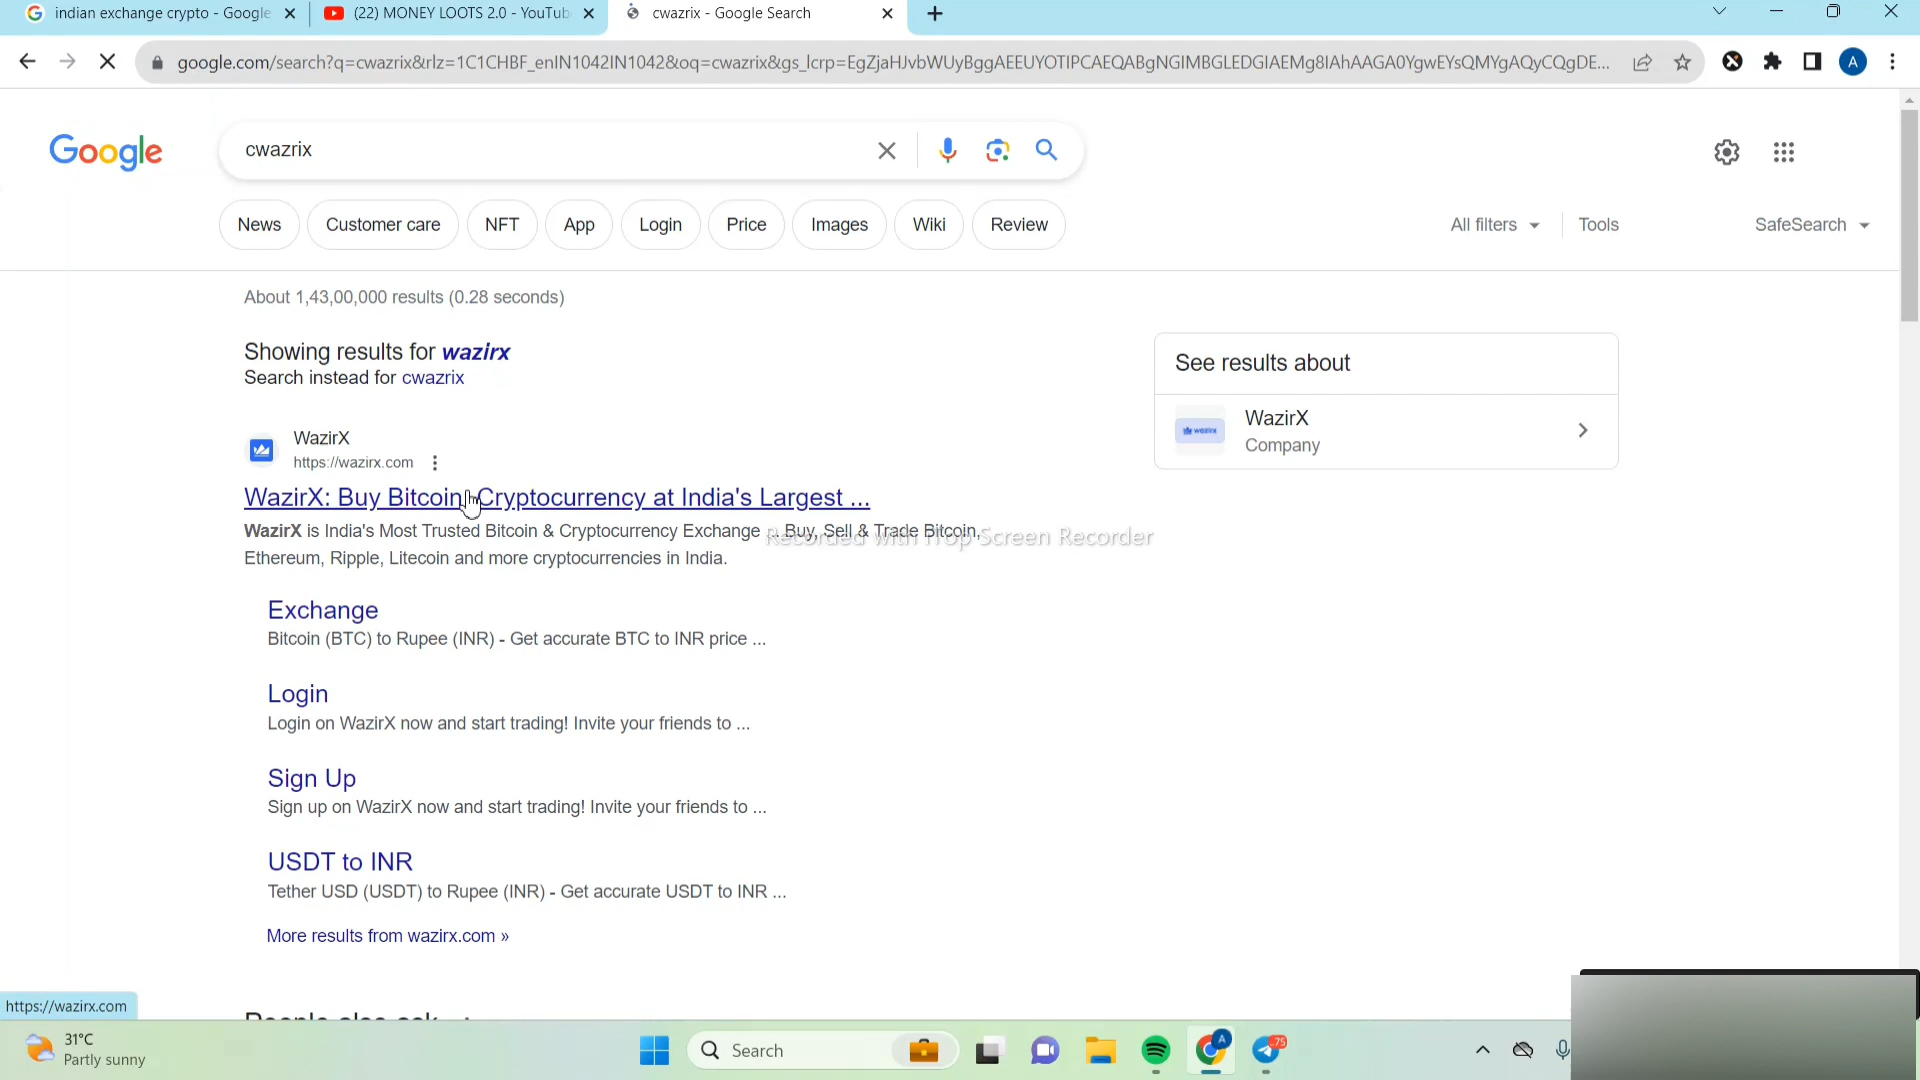 indian exchange crypto - Google
(22) MONEY LOOTS 2.0 - YouTub
cwazrix - Google Search
google.com/search?q=cwazrix&rlz=1C1CHBF_enIN1042IN1042&oq=cwazrix&gs_lcrp=EgZjaHJvbWUyBggAEEUYOTIPCAEQABgNGIMBGLEDGIAEMg8IAhAAGA0YgwEYsQMYgAQyCQgDE...
A
Google
cwazrix
News
Customer care
NFT
App
Login
Price
Images
Wiki
Review
All filters
Tools
SafeSearch
About 1,43,00,000 results (0.28 seconds)
Showing results for wazirx
Search instead for cwazrix
See results about
wazirx
WazirX
Company
WazirX
https://wazirx.com
WazirX: Buy Bitcoin, Cryptocurrency at India's Largest ...
WazirX is India's Most Trusted Bitcoin & Cryptocurrency Exchange ... Buy, Sell & Trade Bitcoin,
Ethereum, Ripple, Litecoin and more cryptocurrencies in India.
Recorded with iTop Screen Recorder
Exchange
Bitcoin (BTC) to Rupee (INR) - Get accurate BTC to INR price ...
Login
Login on WazirX now and start trading! Invite your friends to ...
Sign Up
Sign up on WazirX now and start trading! Invite your friends to ...
USDT to INR
Tether USD (USDT) to Rupee (INR) - Get accurate USDT to INR ...
More results from wazirx.com »
https://wazirx.com
People also ask
31°C
Partly sunny
Search
A
75